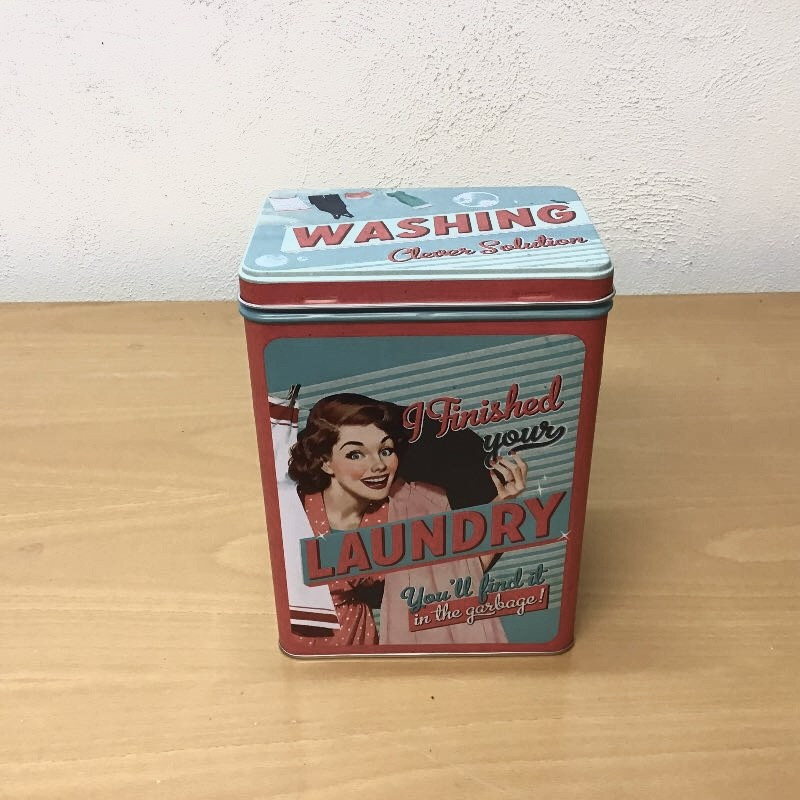 WASHING
Clever Solution
I Finished
your
LAUNDRY
You'll find it
in the garbage!